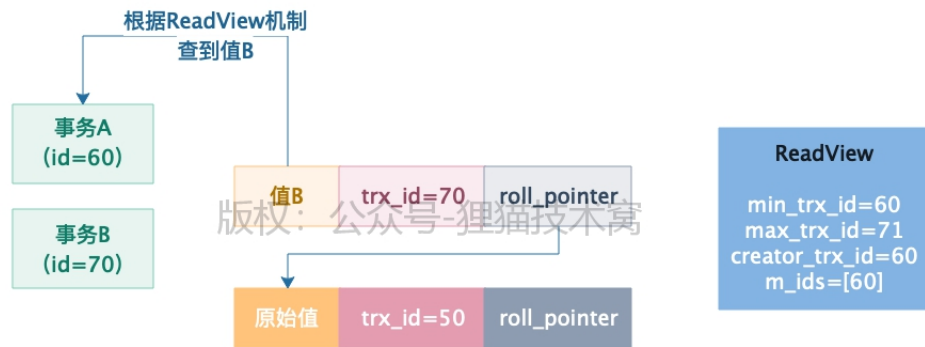 根据ReadView机制
查到值B
事务A
(id=60)
事务B
(id=70)
值B
trx_id=70
roll_pointer
版权：公众号-狸猫技术窝
原始值
trx_id=50
roll_pointer
ReadView
min_trx_id=60
max_trx_id=71
creator_trx_id=60
m_ids=[60]